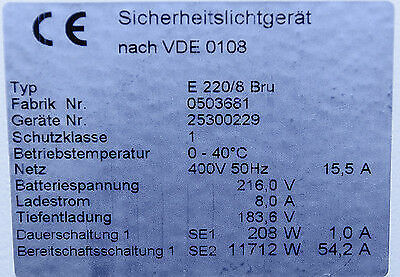 CE Sicherheitslichtgerät
nach VDE 0108
Typ E 220/8 Bru
Fabrik Nr. 0503681
Geräte Nr. 25300229
Schutzklasse 1
Betriebstemperatur 0 - 40°C
Netz 400V 50Hz 15,5 A
Batteriespannung 216,0 V
Ladestrom 8,0 A
Tiefentladung 183,6 V
Dauerschaltung 1 SE1 208 W 1,0 A
Bereitschaftsschaltung 1 SE2 11712 W 54,2 A